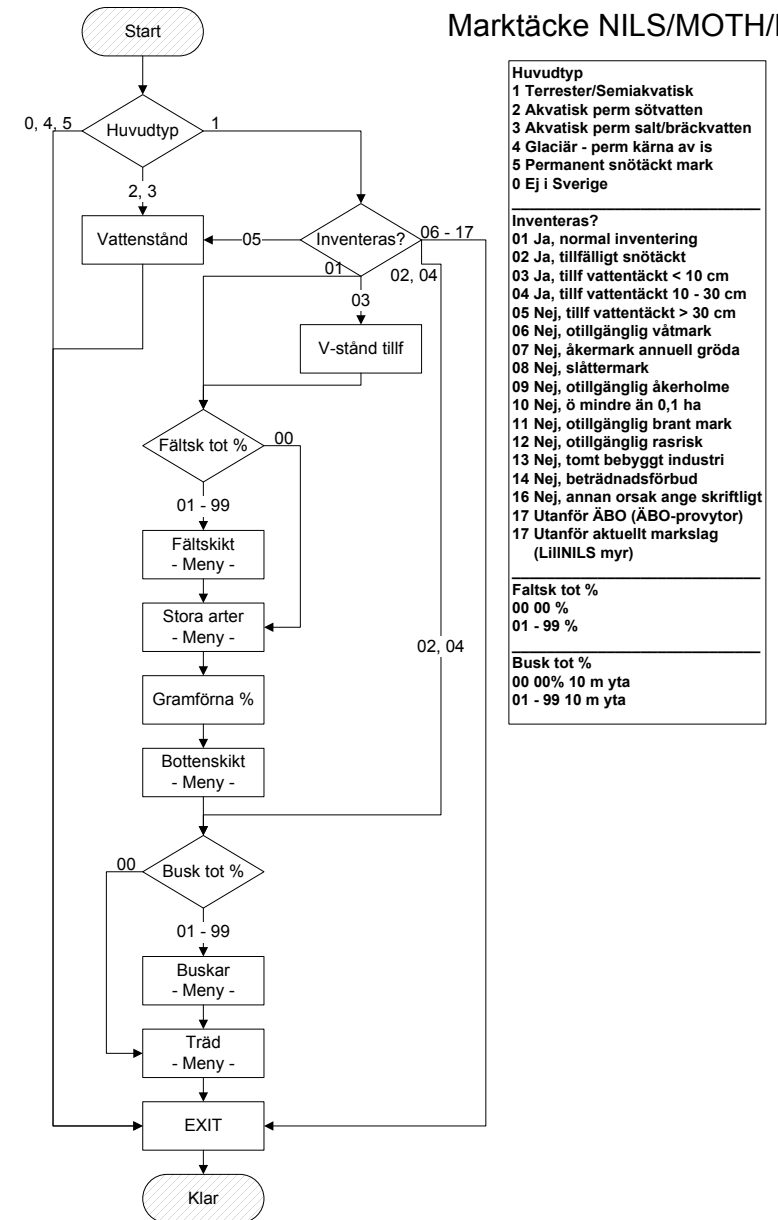 Marktäcke NILS/MOTH/
Start
Huvudtyp
0, 4, 5
1
2, 3
Vattenstånd
05
Inventeras?
06 - 17
01
02, 04
03
V-stånd tillf
Fältsk tot %
00
01 - 99
Fältskikt
- Meny -
Stora arter
- Meny -
02, 04
Gramförna %
Bottenskikt
- Meny -
00
Busk tot %
01 - 99
Buskar
- Meny -
Träd
- Meny -
EXIT
Klar
Huvudtyp
1 Terrester/Semiakvatisk
2 Akvatisk perm sötvatten
3 Akvatisk perm salt/bräckvatten
4 Glaciär - perm kärna av is
5 Permanent snötäckt mark
0 Ej i Sverige
Inventeras?
01 Ja, normal inventering
02 Ja, tillfälligt snötäckt
03 Ja, tillf vattentäckt < 10 cm
04 Ja, tillf vattentäckt 10 - 30 cm
05 Nej, tillf vattentäckt > 30 cm
06 Nej, otillgänglig våtmark
07 Nej, åkermark annuell gröda
08 Nej, slåttermark
09 Nej, otillgänglig åkerholme
10 Nej, ö mindre än 0,1 ha
11 Nej, otillgänglig brant mark
12 Nej, otillgänglig rasrisk
13 Nej, tomt bebyggt industri
14 Nej, beträdnadsförbud
16 Nej, annan orsak ange skriftligt
17 Utanför ÄBO (ÄBO-provytor)
17 Utanför aktuellt markslag
(LillNILS myr)
Faltsk tot %
00 00 %
01 - 99 %
Busk tot %
00 00% 10 m yta
01 - 99 10 m yta